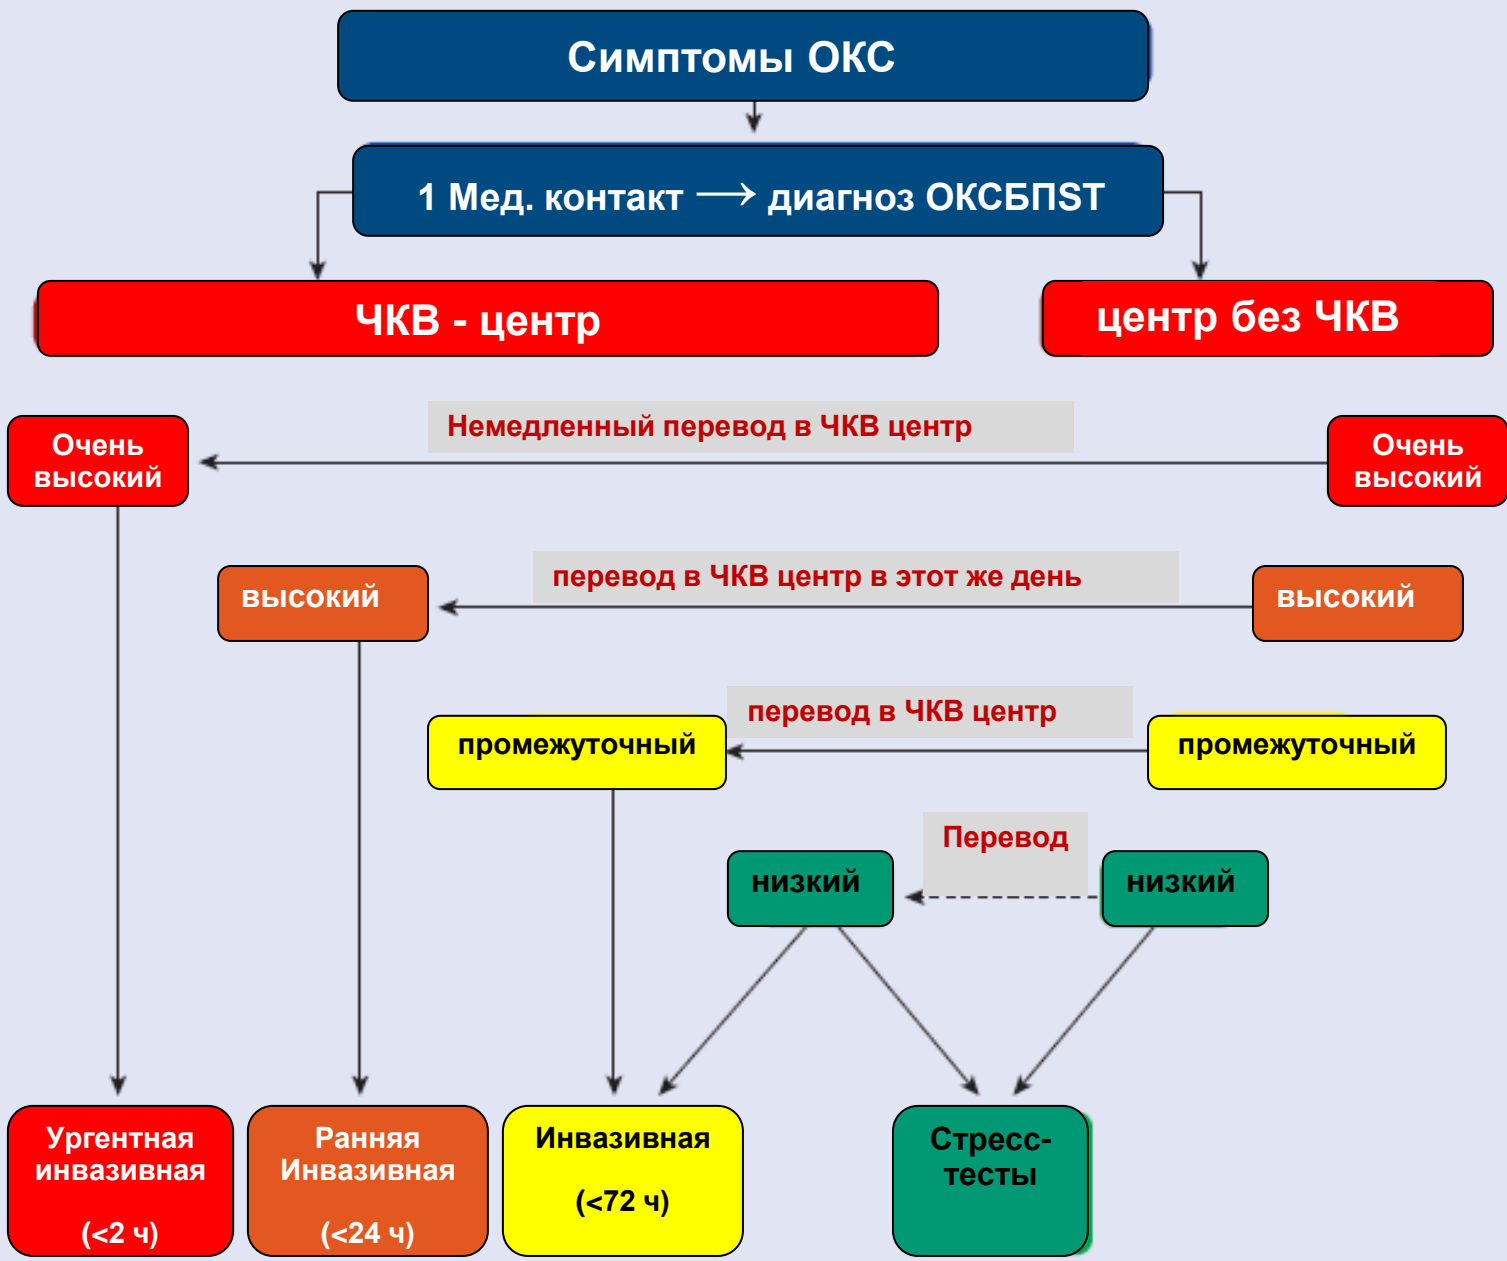 Симптомы ОКС
1 Мед. контакт → диагноз ОКСБПST
ЧКВ - центр
центр без ЧКВ
Очень
высокий
Немедленный перевод в ЧКВ центр
Очень
высокий
высокий
перевод в ЧКВ центр в этот же день
высокий
промежуточный
перевод в ЧКВ центр
промежуточный
низкий
Перевод
низкий
Ургентная
инвазивная
(<2 ч)
Ранняя
Инвазивная
(<24 ч)
Инвазивная
(<72 ч)
Стресс-
тесты